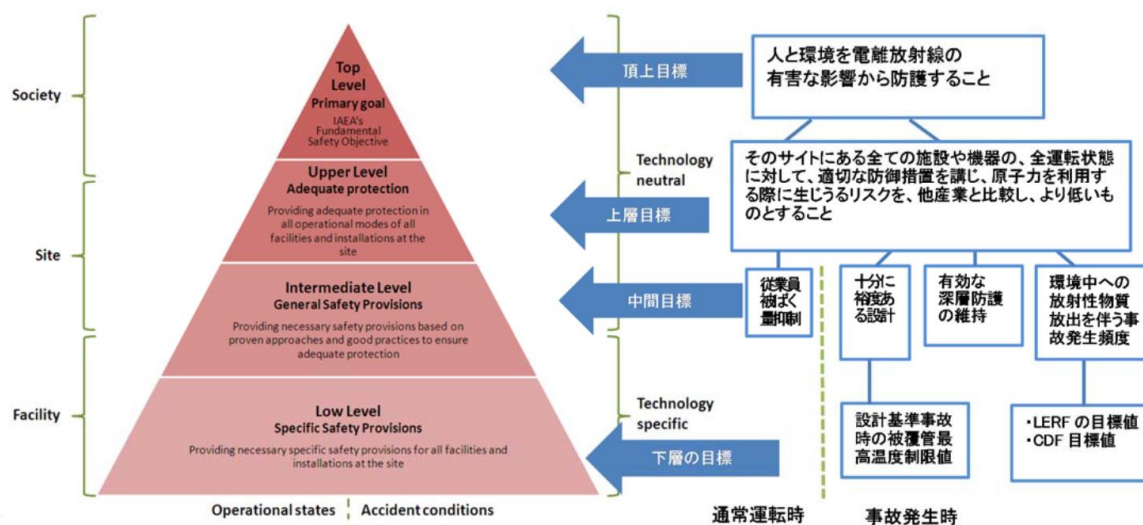 Society
Site
Facility
Top
Level
Primary goal
IAEA's
Fundamental
Safety Objective
Upper Level
Adequate protection
Providing adequate protection in
all operational modes of all
facilities and installations at the
site
Intermediate Level
General Safety Provisions
Providing necessary safety provisions based on
proven approaches and good practices to ensure
adequate protection
Low Level
Specific Safety Provisions
Providing necessary specific safety provisions for all facilities and
installations at the site
Operational states
Accident conditions
Technology
neutral
Technology
specific
頂上目標
上層目標
中間目標
下層の目標
人と環境を電離放射線の
有害な影響から防護すること
そのサイトにある全ての施設や機器の、全運転状態
に対して、適切な防御措置を講じ、原子力を利用す
る際に生じうるリスクを、他産業と比較し、より低いも
のとすること
従業員
被ばく
量抑制
十分に
裕度あ
る設計
有効な
深層防護
の維持
環境中への
放射性物質
放出を伴う事
故発生頻度
設計基準事故
時の被覆管最
高温度制限値
・LERFの目標値
・CDF目標値
通常運転時
事故発生時